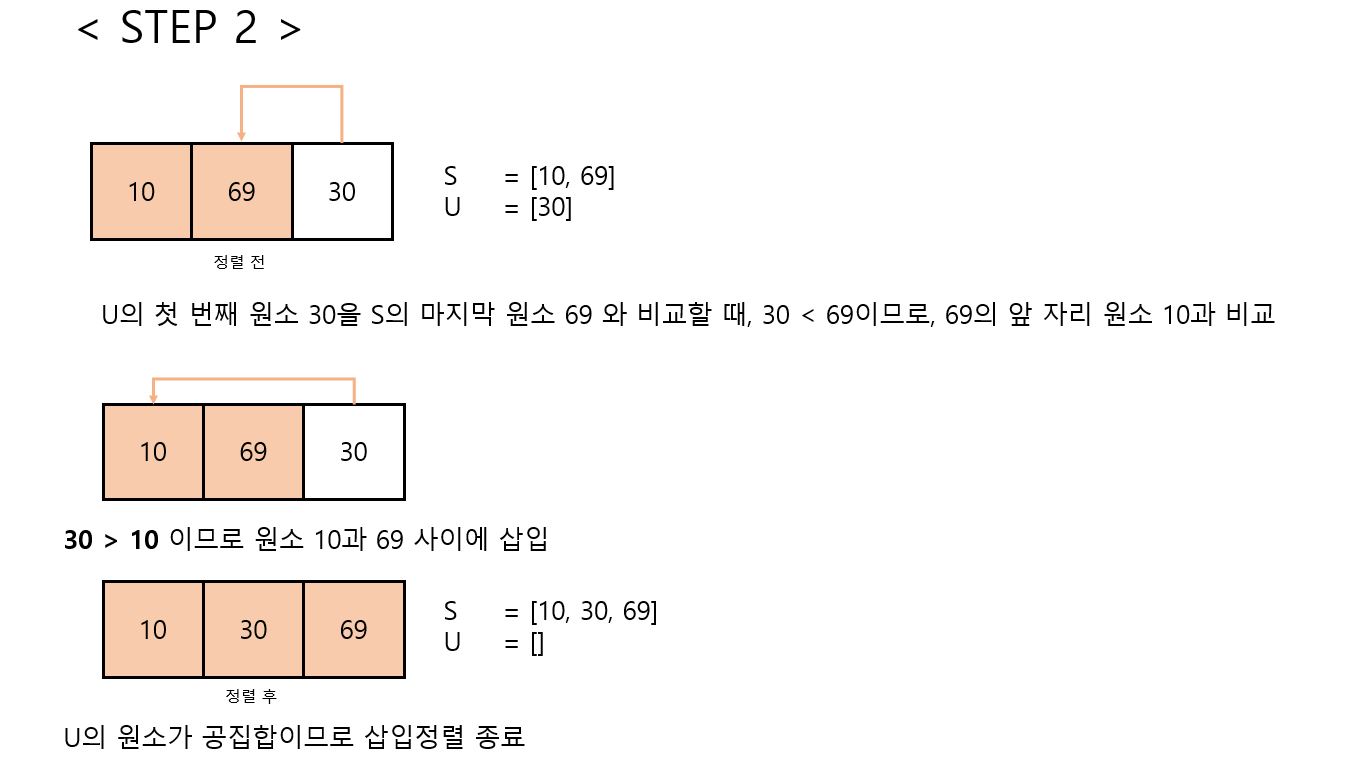 < STEP 2 >
10 69 30
S = [10, 69]
U = [30]
정렬 전
U의 첫 번째 원소 30을 S의 마지막 원소 69 와 비교할 때, 30 < 69이므로, 69의 앞 자리 원소 10과 비교
10 69 30
30 > 10 이므로 원소 10과 69 사이에 삽입
10 30 69
S = [10, 30, 69]
U = []
정렬 후
U의 원소가 공집합이므로 삽입정렬 종료